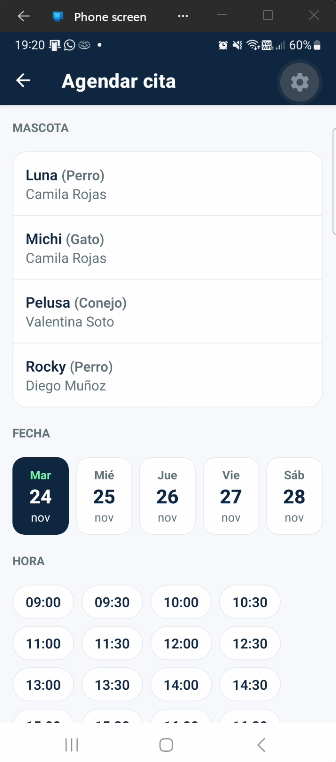 Phone screen
19:20
60%
Agendar cita
MASCOTA
Luna (Perro)
Camila Rojas
Michi (Gato)
Camila Rojas
Pelusa (Conejo)
Valentina Soto
Rocky (Perro)
Diego Muñoz
FECHA
Mar Mié Jue Vie Sáb
24 25 26 27 28
nov nov nov nov nov
HORA
09:00 09:30 10:00 10:30
11:00 11:30 12:00 12:30
13:00 13:30 14:00 14:30